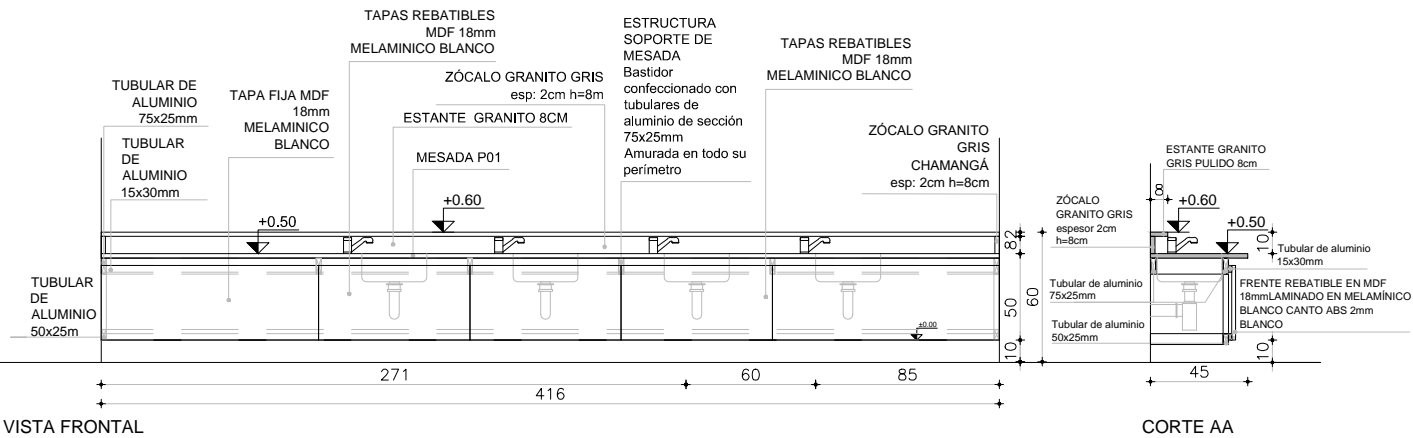 TAPAS REBATIBLES
MDF 18mm
MELAMINICO BLANCO
ESTRUCTURA
SOPORTE DE
MESADA
Bastidor
confeccionado con
tubulares de
aluminio de sección
75x25mm
Amurada en todo su
perímetro
TAPAS REBATIBLES
MDF 18mm
MELAMINICO BLANCO
TUBULAR DE
ALUMINIO
75x25mm
TUBULAR
DE
ALUMINIO
15x30mm
TAPA FIJA MDF
18mm
MELAMINICO
BLANCO
ZÓCALO GRANITO GRIS
esp: 2cm h=8m
ESTANTE GRANITO 8CM
MESADA P01
ZÓCALO GRANITO
GRIS
CHAMANGÁ
esp: 2cm h=8cm
+0.50
+0.60
TUBULAR
DE
ALUMINIO
50x25m
±0.00
2
8
50
10
60
271
60
85
416
VISTA FRONTAL
ESTANTE GRANITO
GRIS PULIDO 8cm
8
ZÓCALO
GRANITO GRIS
espesor 2cm
h=8cm
+0.60
+0.50
10
Tubular de aluminio
15x30mm
Tubular de aluminio
75x25mm
Tubular de aluminio
50x25mm
FRENTE REBATIBLE EN MDF
18mmLAMINADO EN MELAMÍNICO
BLANCO CANTO ABS 2mm
BLANCO
10
45
CORTE AA